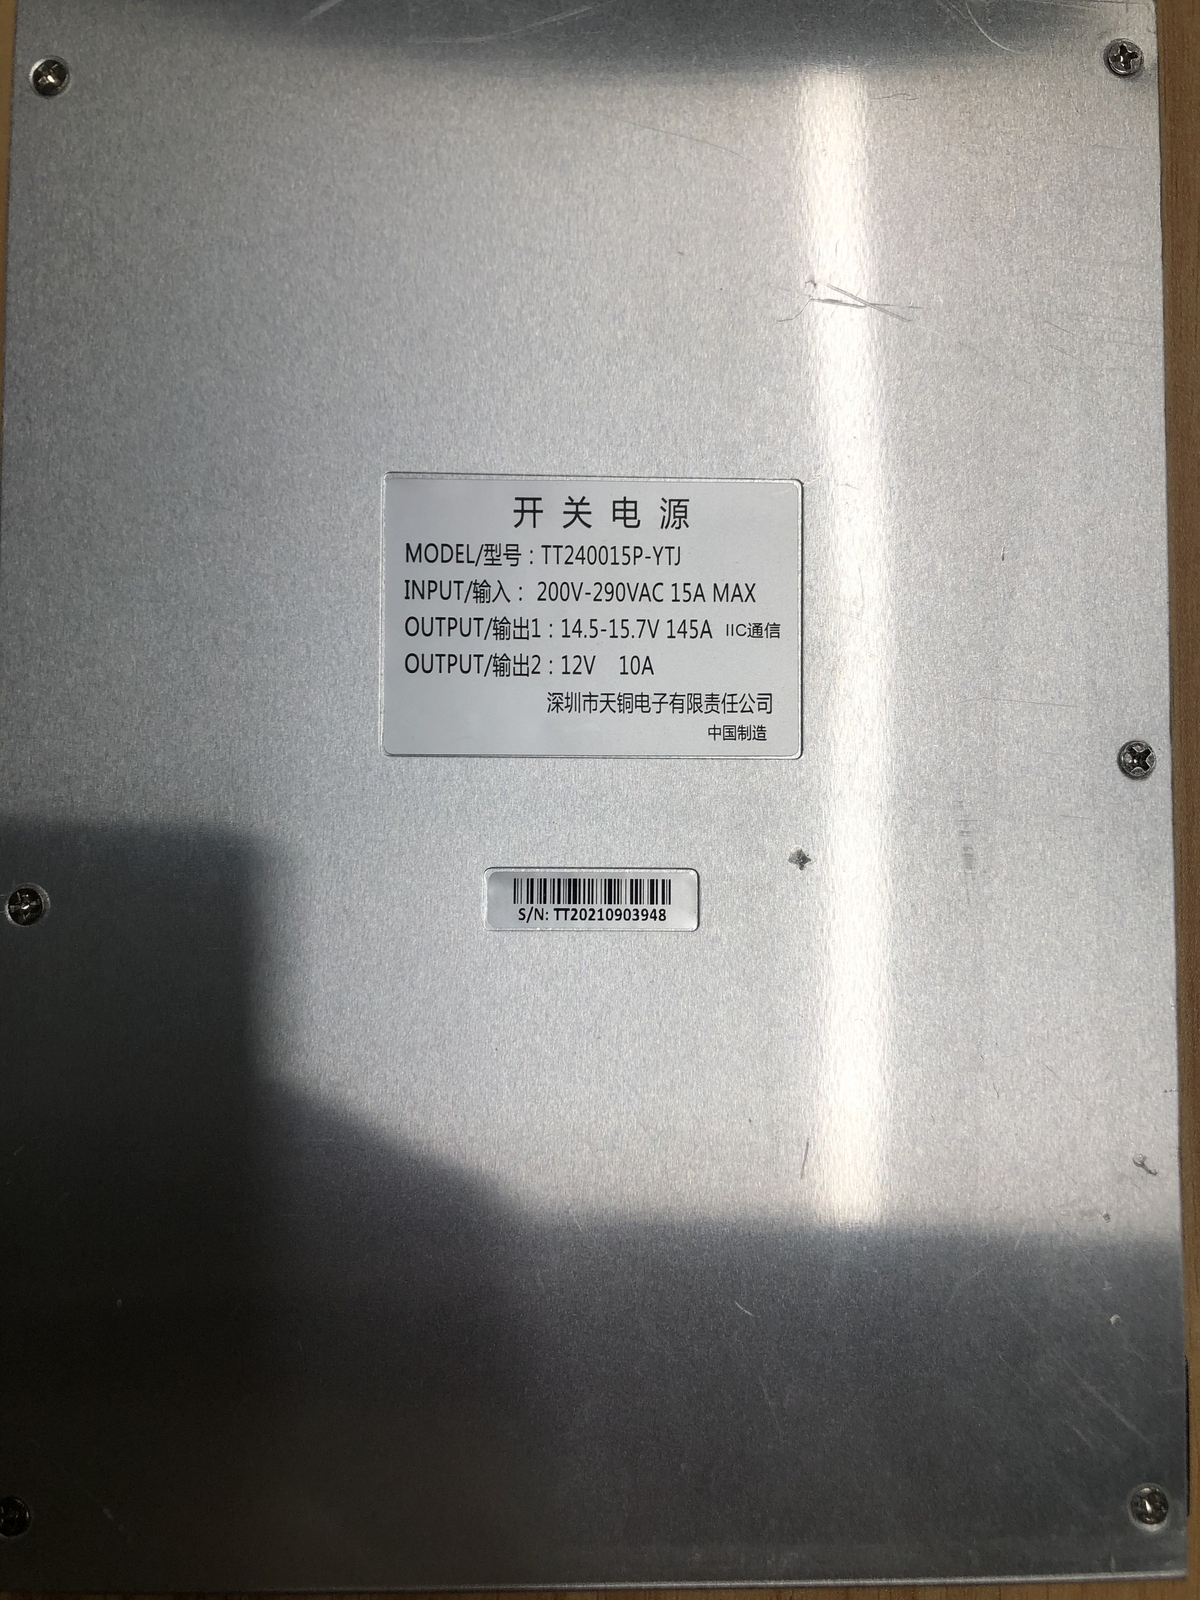 开关电源
MODEL/型号：TT240015P-YTJ
INPUT/输入： 200V-290VAC 15A MAX
OUTPUT/输出1：14.5-15.7V 145A IIC通信
OUTPUT/输出2：12V 10A
深圳市天铜电子有限责任公司
中国制造
S/N: TT20210903948